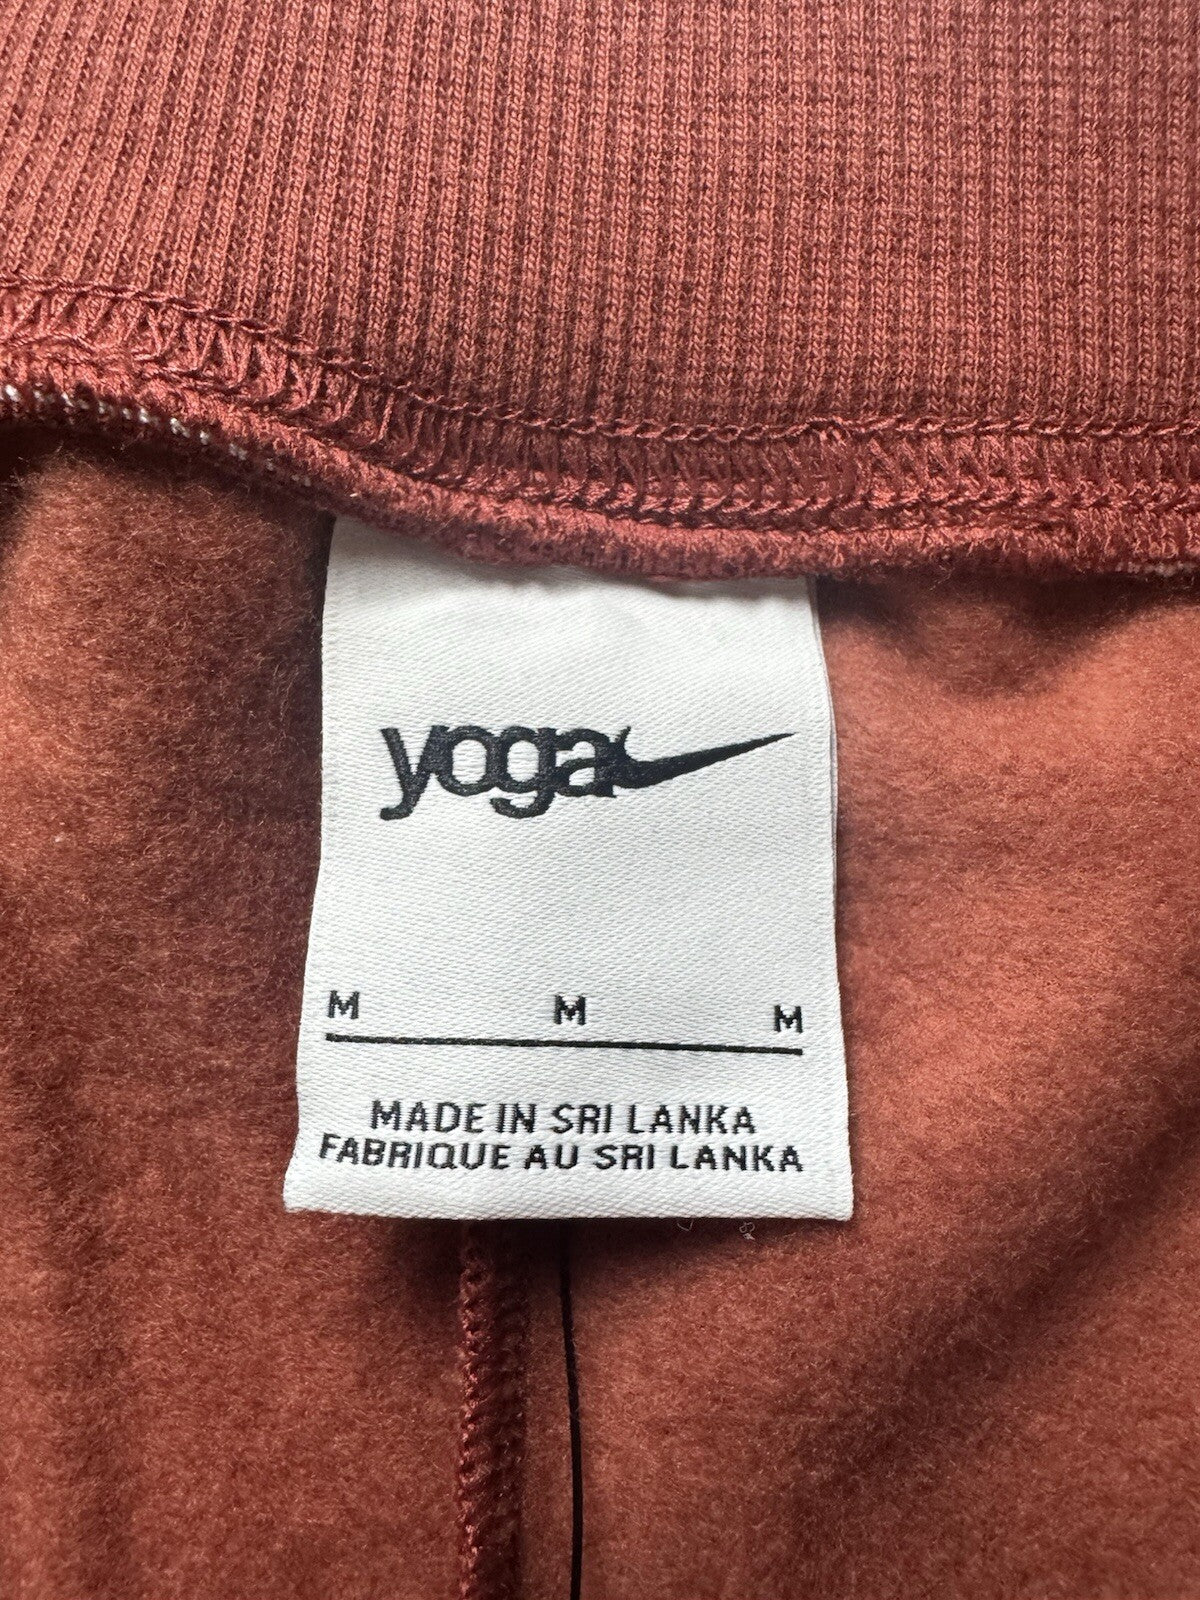 yoga
M M M
MADE IN SRI LANKA
FABRIQUE AU SRI LANKA